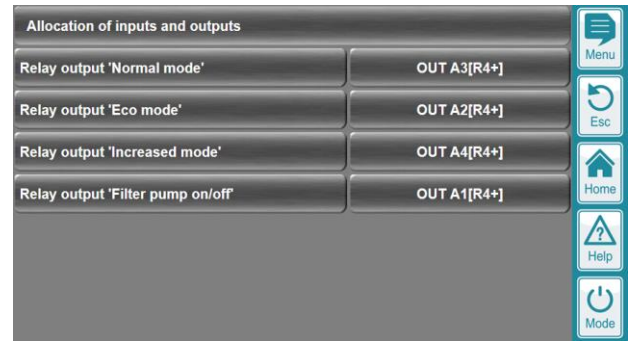 Allocation of inputs and outputs
Relay output 'Normal mode' OUT A3[R4+]
Relay output 'Eco mode' OUT A2[R4+]
Relay output 'Increased mode' OUT A4[R4+]
Relay output 'Filter pump on/off' OUT A1[R4+]
Menu
Esc
Home
?
Help
Mode